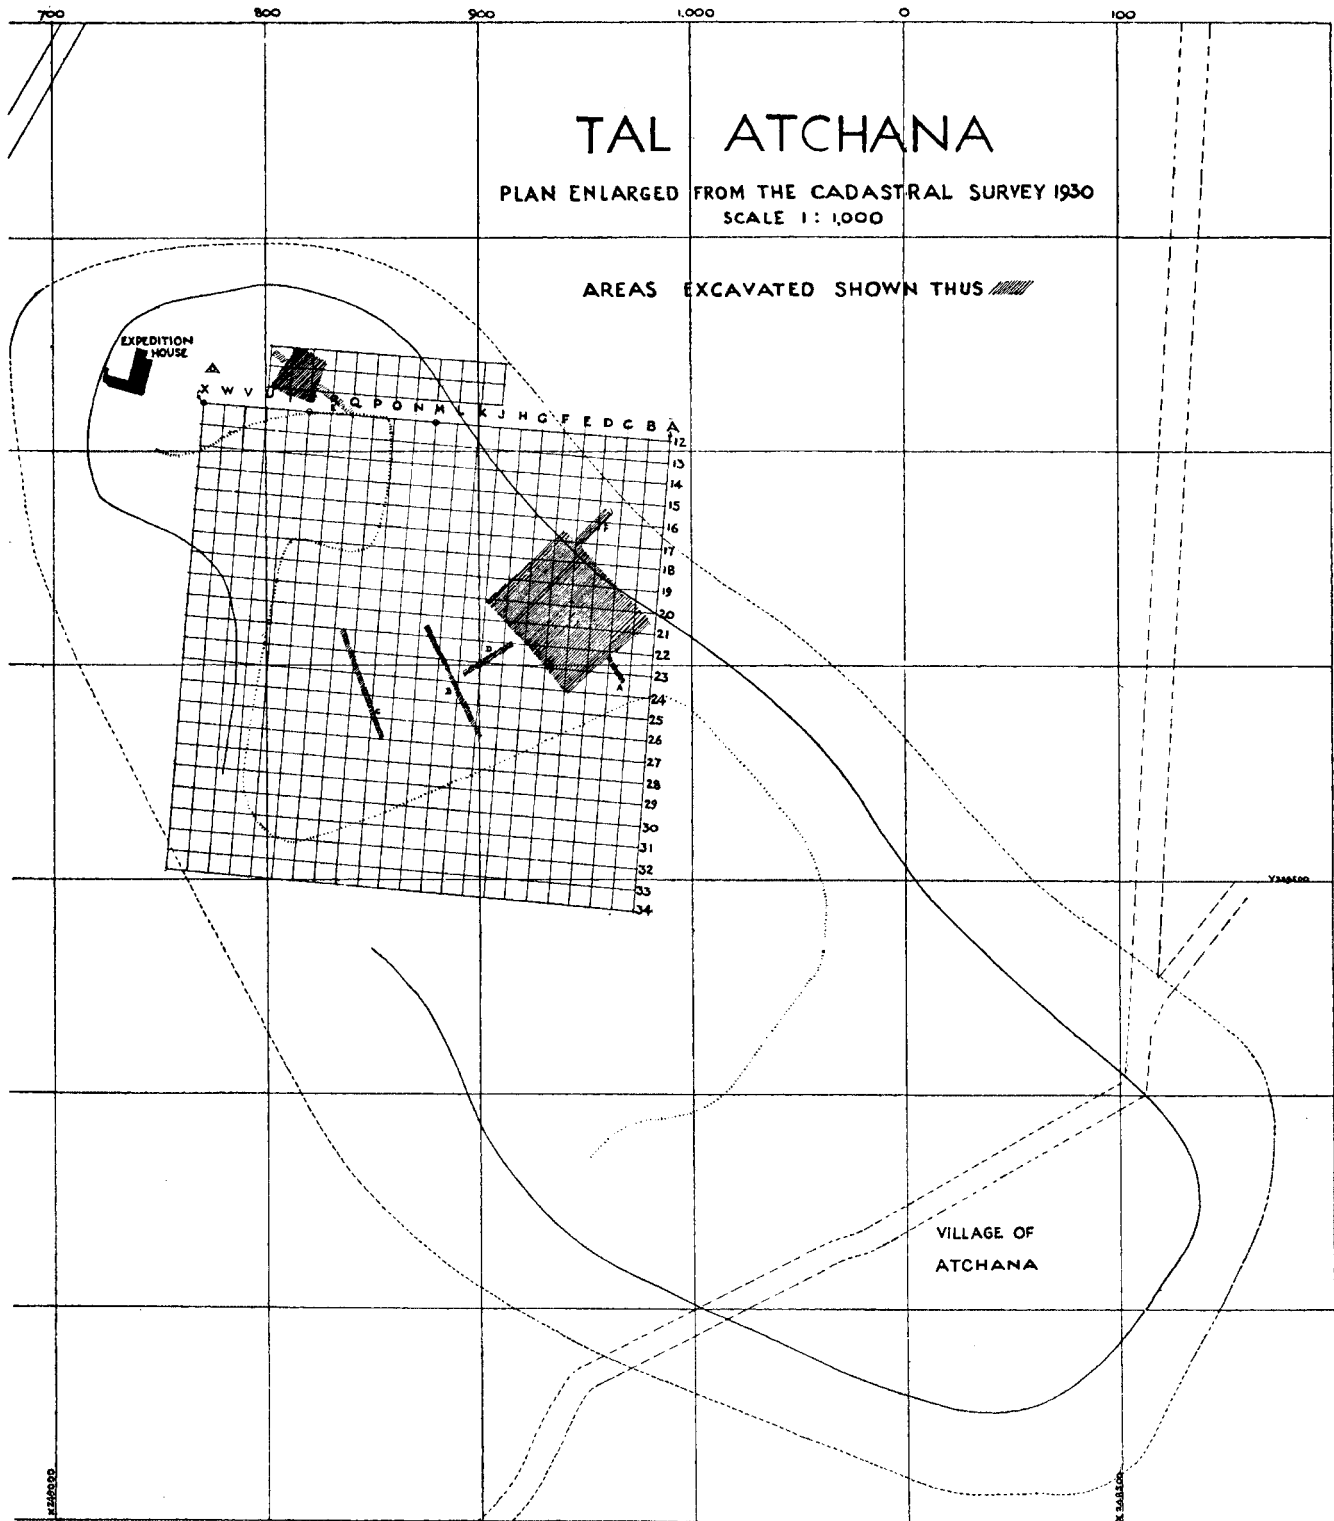 700 800 900 1,000 0 100
TAL ATCHANA
PLAN ENLARGED FROM THE CADASTRAL SURVEY 1930
SCALE 1 : 1,000
AREAS EXCAVATED SHOWN THUS
EXPEDITION
HOUSE
X W V U Q P O N M L K J H G F E D C B A
12
13
14
15
16
17
18
19
20
21
22
23
24
25
26
27
28
29
30
31
32
33
34
F
D
B
C
A
VILLAGE OF
ATCHANA